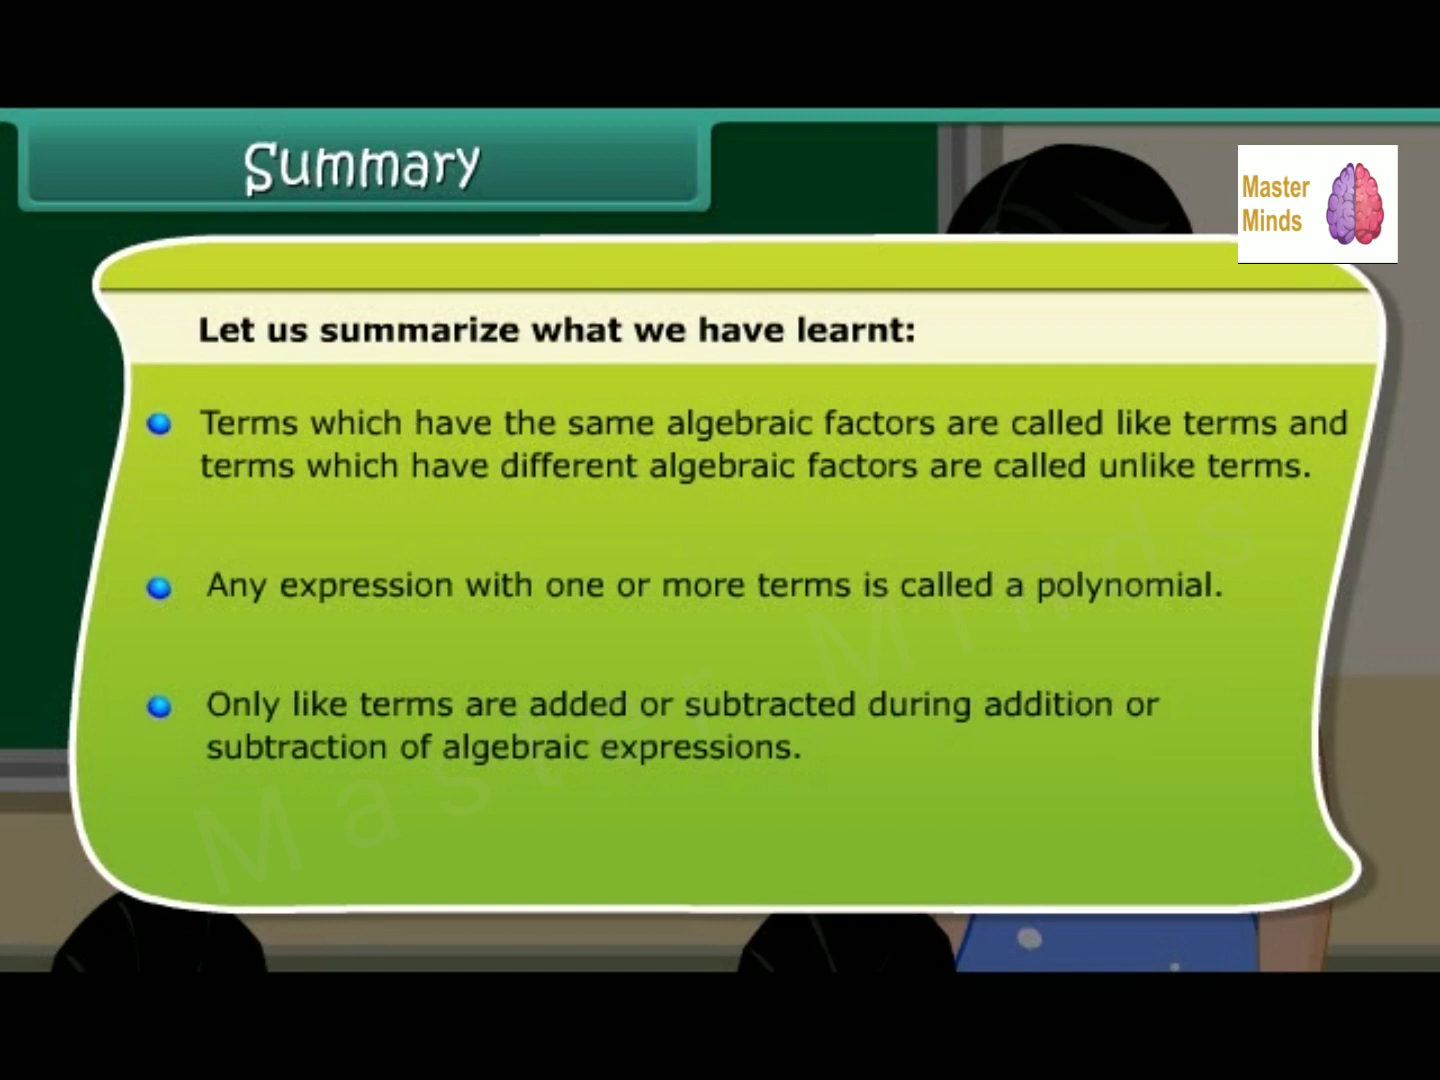 Summary
Master
Minds
Let us summarize what we have learnt:
Terms which have the same algebraic factors are called like terms and
terms which have different algebraic factors are called unlike terms.
Any expression with one or more terms is called a polynomial.
Only like terms are added or subtracted during addition or
subtraction of algebraic expressions.
Master Minds